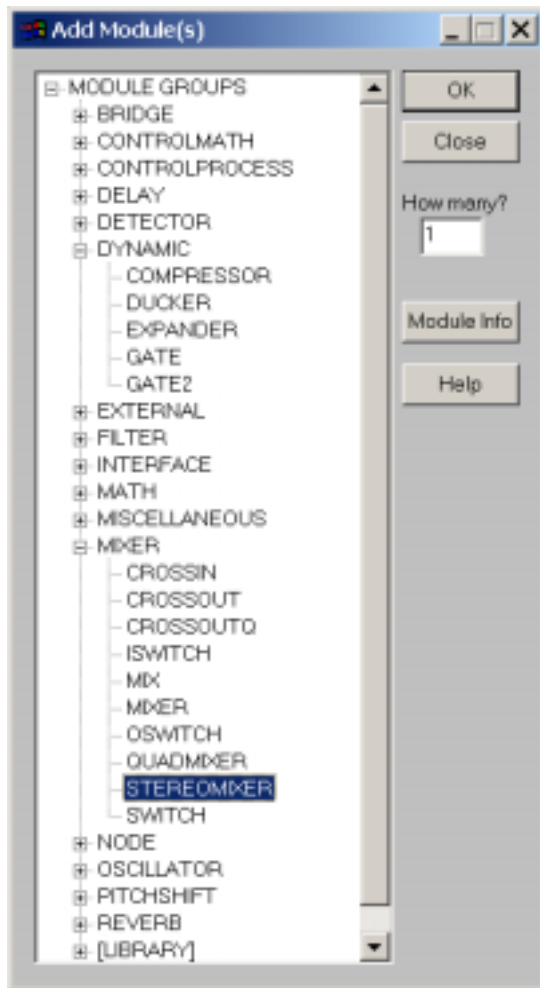 Add Module(s)
MODULE GROUPS
BRIDGE
CONTROLMATH
CONTROLPROCESS
DELAY
DETECTOR
DYNAMIC
COMPRESSOR
DUCKER
EXPANDER
GATE
GATE2
EXTERNAL
FILTER
INTERFACE
MATH
MISCELLANEOUS
MIXER
CROSSIN
CROSSOUT
CROSSOUTQ
ISWITCH
MIX
MIXER
OSWITCH
QUADMIXER
STEREOMIXER
SWITCH
NODE
OSCILLATOR
PITCHSHIFT
REVERB
[LIBRARY]
OK
Close
How many?
1
Module Info
Help